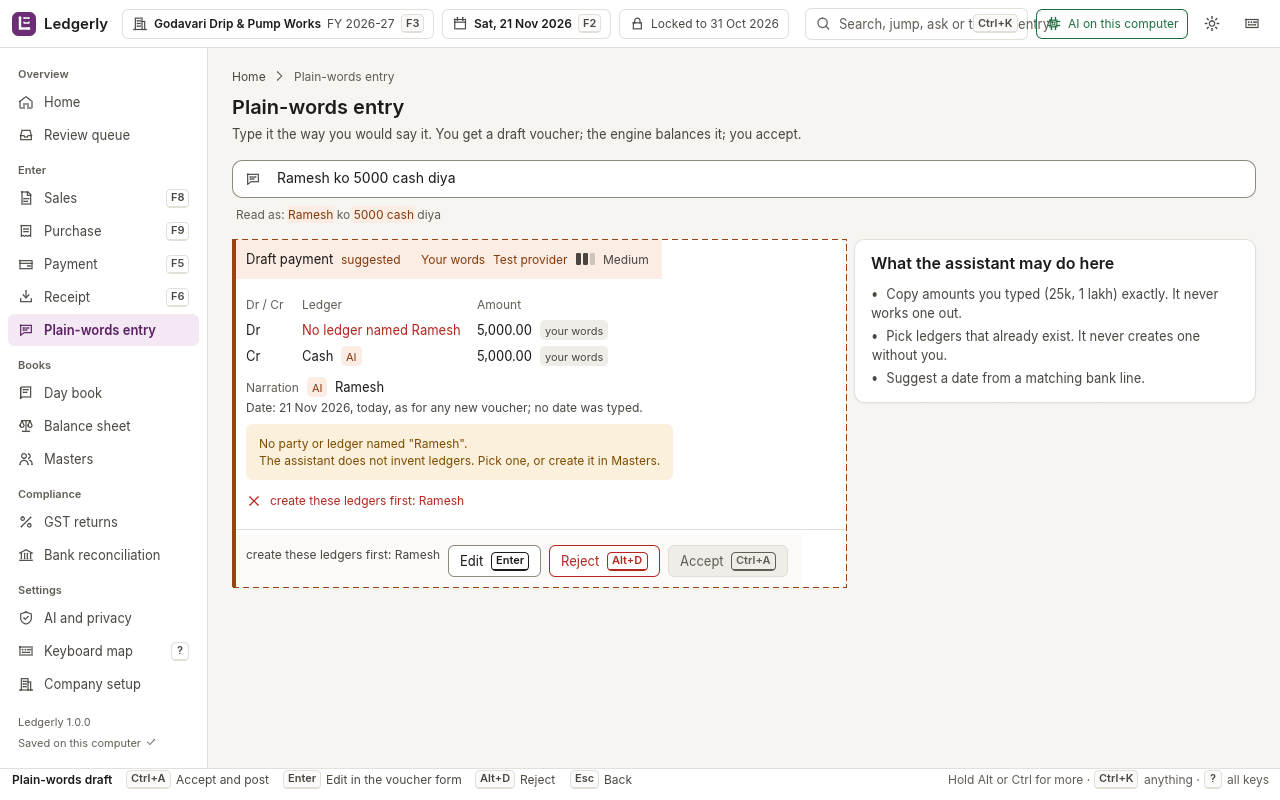 Ledgerly
Godavari Drip & Pump Works FY 2026-27 F3
Sat, 21 Nov 2026 F2
Locked to 31 Oct 2026
Search, jump, ask or t Ctrl+K entry
AI on this computer
Overview
Home
Review queue
Enter
Sales F8
Purchase F9
Payment F5
Receipt F6
Plain-words entry
Books
Day book
Balance sheet
Masters
Compliance
GST returns
Bank reconciliation
Settings
AI and privacy
Keyboard map ?
Company setup
Ledgerly 1.0.0
Saved on this computer
Home Plain-words entry
Plain-words entry
Type it the way you would say it. You get a draft voucher; the engine balances it; you accept.
Ramesh ko 5000 cash diya
Read as: Ramesh ko 5000 cash diya
Draft payment suggested Your words Test provider Medium
Dr / Cr Ledger Amount
Dr No ledger named Ramesh 5,000.00 your words
Cr Cash AI 5,000.00 your words
Narration AI Ramesh
Date: 21 Nov 2026, today, as for any new voucher; no date was typed.
No party or ledger named "Ramesh".
The assistant does not invent ledgers. Pick one, or create it in Masters.
create these ledgers first: Ramesh
create these ledgers first: Ramesh Edit Enter Reject Alt+D Accept Ctrl+A
What the assistant may do here
• Copy amounts you typed (25k, 1 lakh) exactly. It never
works one out.
• Pick ledgers that already exist. It never creates one
without you.
• Suggest a date from a matching bank line.
Plain-words draft Ctrl+A Accept and post Enter Edit in the voucher form Alt+D Reject Esc Back
Hold Alt or Ctrl for more · Ctrl+K anything · ? all keys